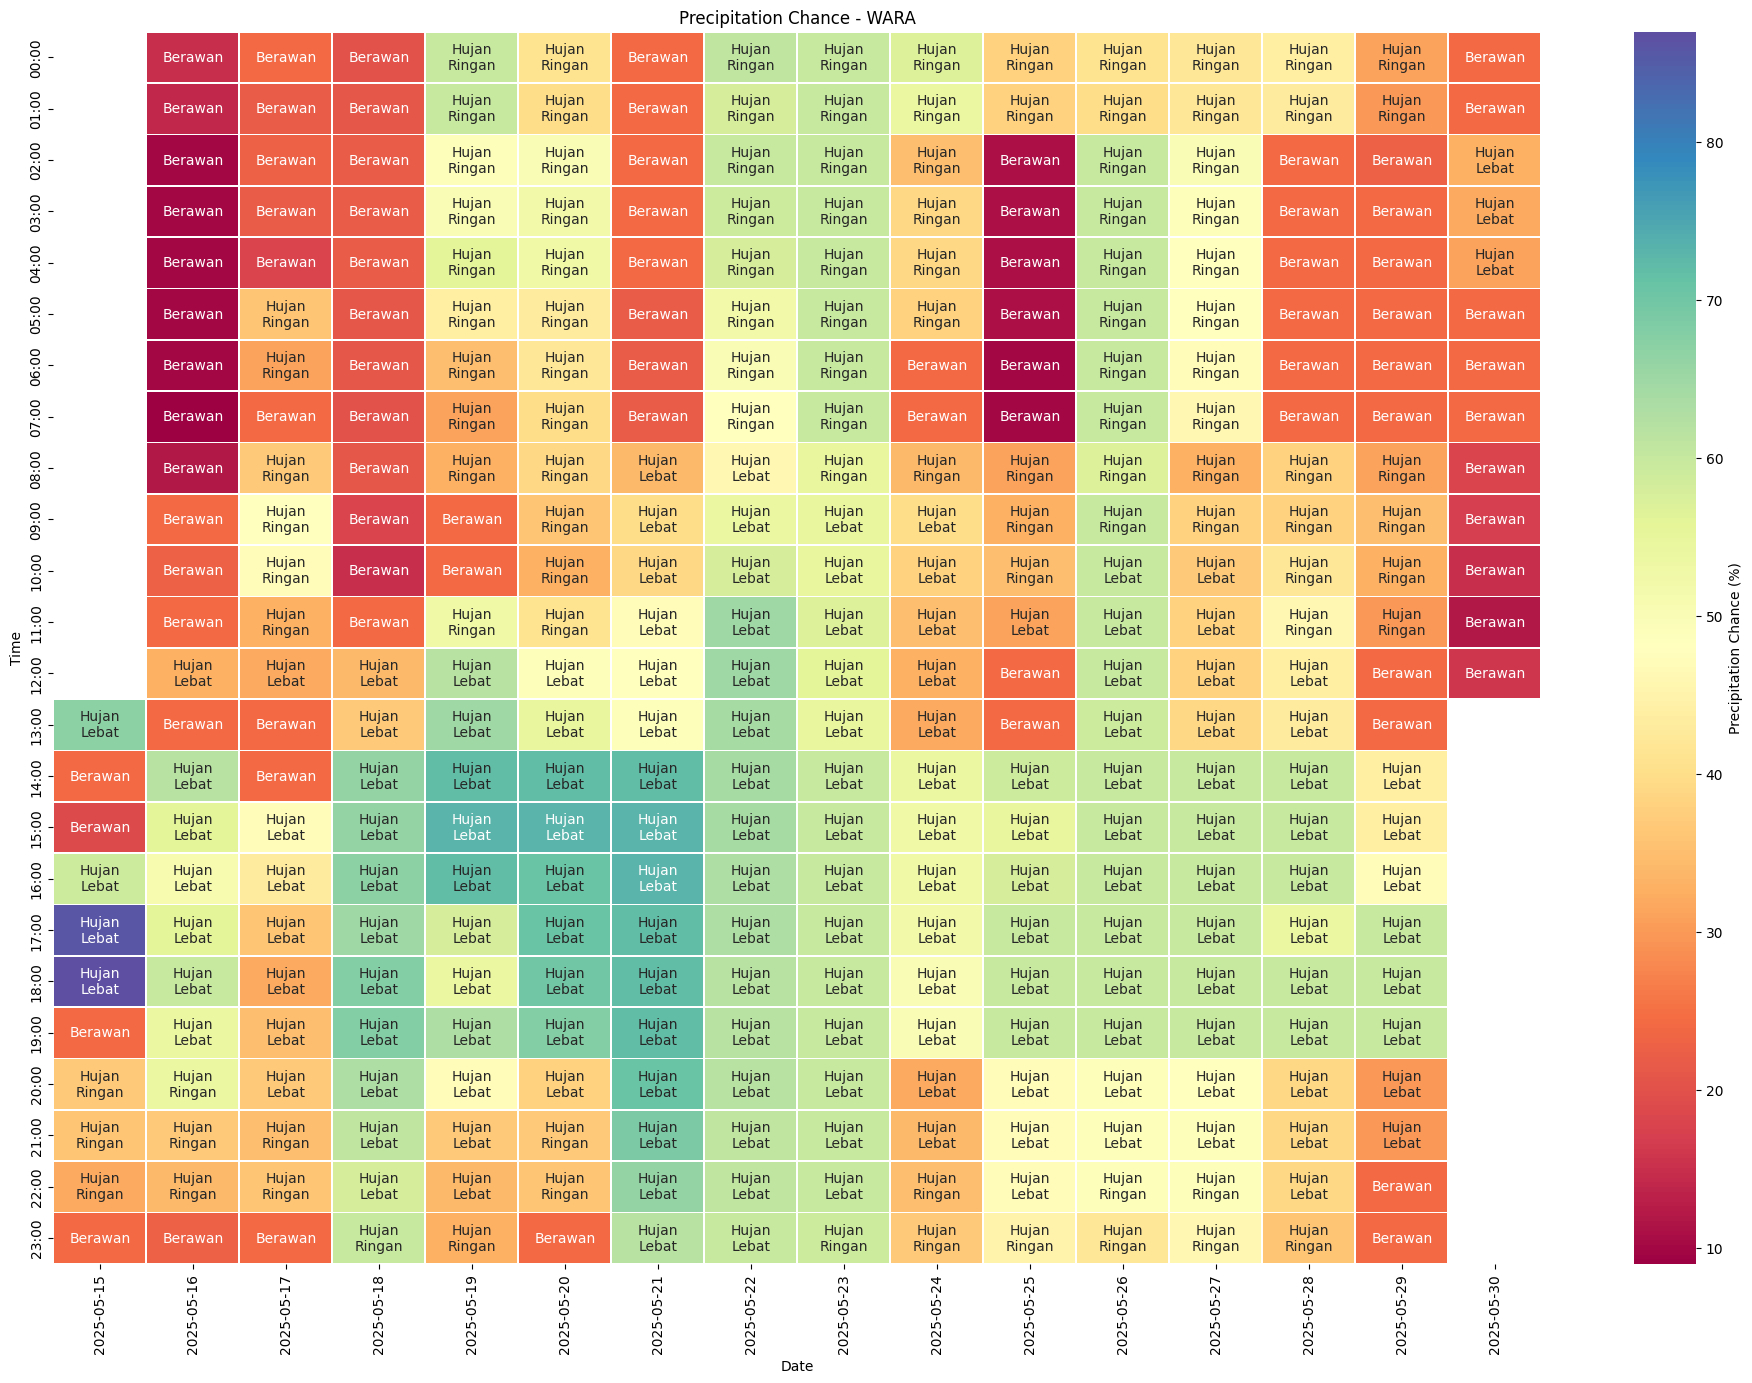 Precipitation Chance - WARA
00:00 Berawan Berawan Berawan Hujan Ringan Hujan Ringan Berawan Hujan Ringan Hujan Ringan Hujan Ringan Hujan Ringan Hujan Ringan Hujan Ringan Hujan Ringan Hujan Ringan Berawan
01:00 Berawan Berawan Berawan Hujan Ringan Hujan Ringan Berawan Hujan Ringan Hujan Ringan Hujan Ringan Hujan Ringan Hujan Ringan Hujan Ringan Hujan Ringan Hujan Ringan Berawan
02:00 Berawan Berawan Berawan Hujan Ringan Hujan Ringan Berawan Hujan Ringan Hujan Ringan Hujan Ringan Berawan Hujan Ringan Hujan Ringan Berawan Berawan Hujan Lebat
03:00 Berawan Berawan Berawan Hujan Ringan Hujan Ringan Berawan Hujan Ringan Hujan Ringan Hujan Ringan Berawan Hujan Ringan Hujan Ringan Berawan Berawan Hujan Lebat
04:00 Berawan Berawan Berawan Hujan Ringan Hujan Ringan Berawan Hujan Ringan Hujan Ringan Hujan Ringan Berawan Hujan Ringan Hujan Ringan Berawan Berawan Hujan Lebat
05:00 Berawan Hujan Ringan Berawan Hujan Ringan Hujan Ringan Berawan Hujan Ringan Hujan Ringan Hujan Ringan Berawan Hujan Ringan Hujan Ringan Berawan Berawan Berawan
06:00 Berawan Hujan Ringan Berawan Hujan Ringan Hujan Ringan Berawan Hujan Ringan Hujan Ringan Berawan Berawan Hujan Ringan Hujan Ringan Berawan Berawan Berawan
07:00 Berawan Berawan Berawan Hujan Ringan Hujan Ringan Berawan Hujan Ringan Hujan Ringan Berawan Berawan Hujan Ringan Hujan Ringan Berawan Berawan Berawan
08:00 Berawan Hujan Ringan Berawan Hujan Ringan Hujan Ringan Hujan Lebat Hujan Lebat Hujan Ringan Hujan Ringan Hujan Ringan Hujan Ringan Hujan Ringan Hujan Ringan Hujan Ringan Berawan
09:00 Berawan Hujan Ringan Berawan Berawan Hujan Ringan Hujan Lebat Hujan Lebat Hujan Lebat Hujan Lebat Hujan Ringan Hujan Ringan Hujan Ringan Hujan Ringan Hujan Ringan Berawan
10:00 Berawan Hujan Ringan Berawan Berawan Hujan Ringan Hujan Lebat Hujan Lebat Hujan Lebat Hujan Lebat Hujan Ringan Hujan Lebat Hujan Lebat Hujan Ringan Hujan Ringan Berawan
11:00 Berawan Hujan Ringan Berawan Hujan Ringan Hujan Ringan Hujan Lebat Hujan Lebat Hujan Lebat Hujan Lebat Hujan Lebat Hujan Lebat Hujan Lebat Hujan Ringan Hujan Ringan Berawan
12:00 Hujan Lebat Hujan Lebat Hujan Lebat Hujan Lebat Hujan Lebat Hujan Lebat Hujan Lebat Hujan Lebat Hujan Lebat Berawan Hujan Lebat Hujan Lebat Hujan Lebat Berawan Berawan
13:00 Hujan Lebat Berawan Berawan Hujan Lebat Hujan Lebat Hujan Lebat Hujan Lebat Hujan Lebat Hujan Lebat Hujan Lebat Berawan Hujan Lebat Hujan Lebat Hujan Lebat Berawan
14:00 Berawan Hujan Lebat Berawan Hujan Lebat Hujan Lebat Hujan Lebat Hujan Lebat Hujan Lebat Hujan Lebat Hujan Lebat Hujan Lebat Hujan Lebat Hujan Lebat Hujan Lebat Hujan Lebat
15:00 Berawan Hujan Lebat Hujan Lebat Hujan Lebat Hujan Lebat Hujan Lebat Hujan Lebat Hujan Lebat Hujan Lebat Hujan Lebat Hujan Lebat Hujan Lebat Hujan Lebat Hujan Lebat Hujan Lebat
16:00 Hujan Lebat Hujan Lebat Hujan Lebat Hujan Lebat Hujan Lebat Hujan Lebat Hujan Lebat Hujan Lebat Hujan Lebat Hujan Lebat Hujan Lebat Hujan Lebat Hujan Lebat Hujan Lebat Hujan Lebat
17:00 Hujan Lebat Hujan Lebat Hujan Lebat Hujan Lebat Hujan Lebat Hujan Lebat Hujan Lebat Hujan Lebat Hujan Lebat Hujan Lebat Hujan Lebat Hujan Lebat Hujan Lebat Hujan Lebat Hujan Lebat
18:00 Hujan Lebat Hujan Lebat Hujan Lebat Hujan Lebat Hujan Lebat Hujan Lebat Hujan Lebat Hujan Lebat Hujan Lebat Hujan Lebat Hujan Lebat Hujan Lebat Hujan Lebat Hujan Lebat Hujan Lebat
19:00 Berawan Hujan Lebat Hujan Lebat Hujan Lebat Hujan Lebat Hujan Lebat Hujan Lebat Hujan Lebat Hujan Lebat Hujan Lebat Hujan Lebat Hujan Lebat Hujan Lebat Hujan Lebat Hujan Lebat
20:00 Hujan Ringan Hujan Ringan Hujan Lebat Hujan Lebat Hujan Lebat Hujan Lebat Hujan Lebat Hujan Lebat Hujan Lebat Hujan Lebat Hujan Lebat Hujan Lebat Hujan Lebat Hujan Lebat Hujan Lebat
21:00 Hujan Ringan Hujan Ringan Hujan Ringan Hujan Lebat Hujan Lebat Hujan Ringan Hujan Lebat Hujan Lebat Hujan Lebat Hujan Lebat Hujan Lebat Hujan Lebat Hujan Lebat Hujan Lebat Hujan Lebat
22:00 Hujan Ringan Hujan Ringan Hujan Ringan Hujan Lebat Hujan Lebat Hujan Ringan Hujan Lebat Hujan Lebat Hujan Lebat Hujan Ringan Hujan Lebat Hujan Ringan Hujan Ringan Hujan Lebat Berawan
23:00 Berawan Berawan Berawan Hujan Ringan Hujan Ringan Berawan Hujan Lebat Hujan Lebat Hujan Ringan Hujan Ringan Hujan Ringan Hujan Ringan Hujan Ringan Hujan Ringan Berawan
Time
2025-05-15 2025-05-16 2025-05-17 2025-05-18 2025-05-19 2025-05-20 2025-05-21 2025-05-22 2025-05-23 2025-05-24 2025-05-25 2025-05-26 2025-05-27 2025-05-28 2025-05-29 2025-05-30
Date
80
70
60
50
40
30
20
10
Precipitation Chance (%)